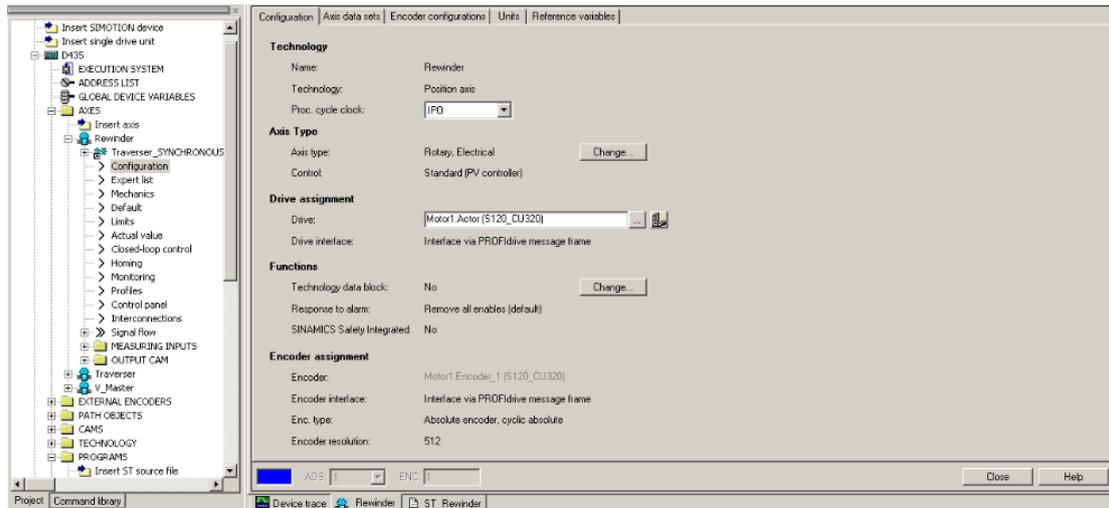 Insert SIMOTION device
Insert single drive unit
D435
EXECUTION SYSTEM
ADDRESS LIST
GLOBAL DEVICE VARIABLES
AXES
Insert axis
Rewinder
Traverser_SYNCHRONOUS
Configuration
Expert list
Mechanics
Default
Limits
Actual value
Closed-loop control
Homing
Monitoring
Profiles
Control panel
Interconnections
Signal flow
MEASURING INPUTS
OUTPUT CAM
Traverser
V_Master
EXTERNAL ENCODERS
PATH OBJECTS
CAMS
TECHNOLOGY
PROGRAMS
Insert ST source file
Project Command library
Configuration Axis data sets Encoder configurations Units Reference variables
Technology
Name: Rewinder
Technology: Position axis
Proc. cycle clock: IPO
Axis Type
Axis type: Rotary, Electrical Change...
Control: Standard (PV controller)
Drive assignment
Drive: Motor1.Actor (S120_CU320) ...
Drive interface: Interface via PROFIdrive message frame
Functions
Technology data block: No Change...
Response to alarm: Remove all enables (default)
SINAMICS Safety Integrated: No
Encoder assignment
Encoder: Motor1.Encoder_1 (S120_CU320)
Encoder interface: Interface via PROFIdrive message frame
Enc. type: Absolute encoder, cyclic absolute
Encoder resolution: 512
ADS: 1 ENC: 1 Close Help
Device trace Rewinder ST_Rewinder